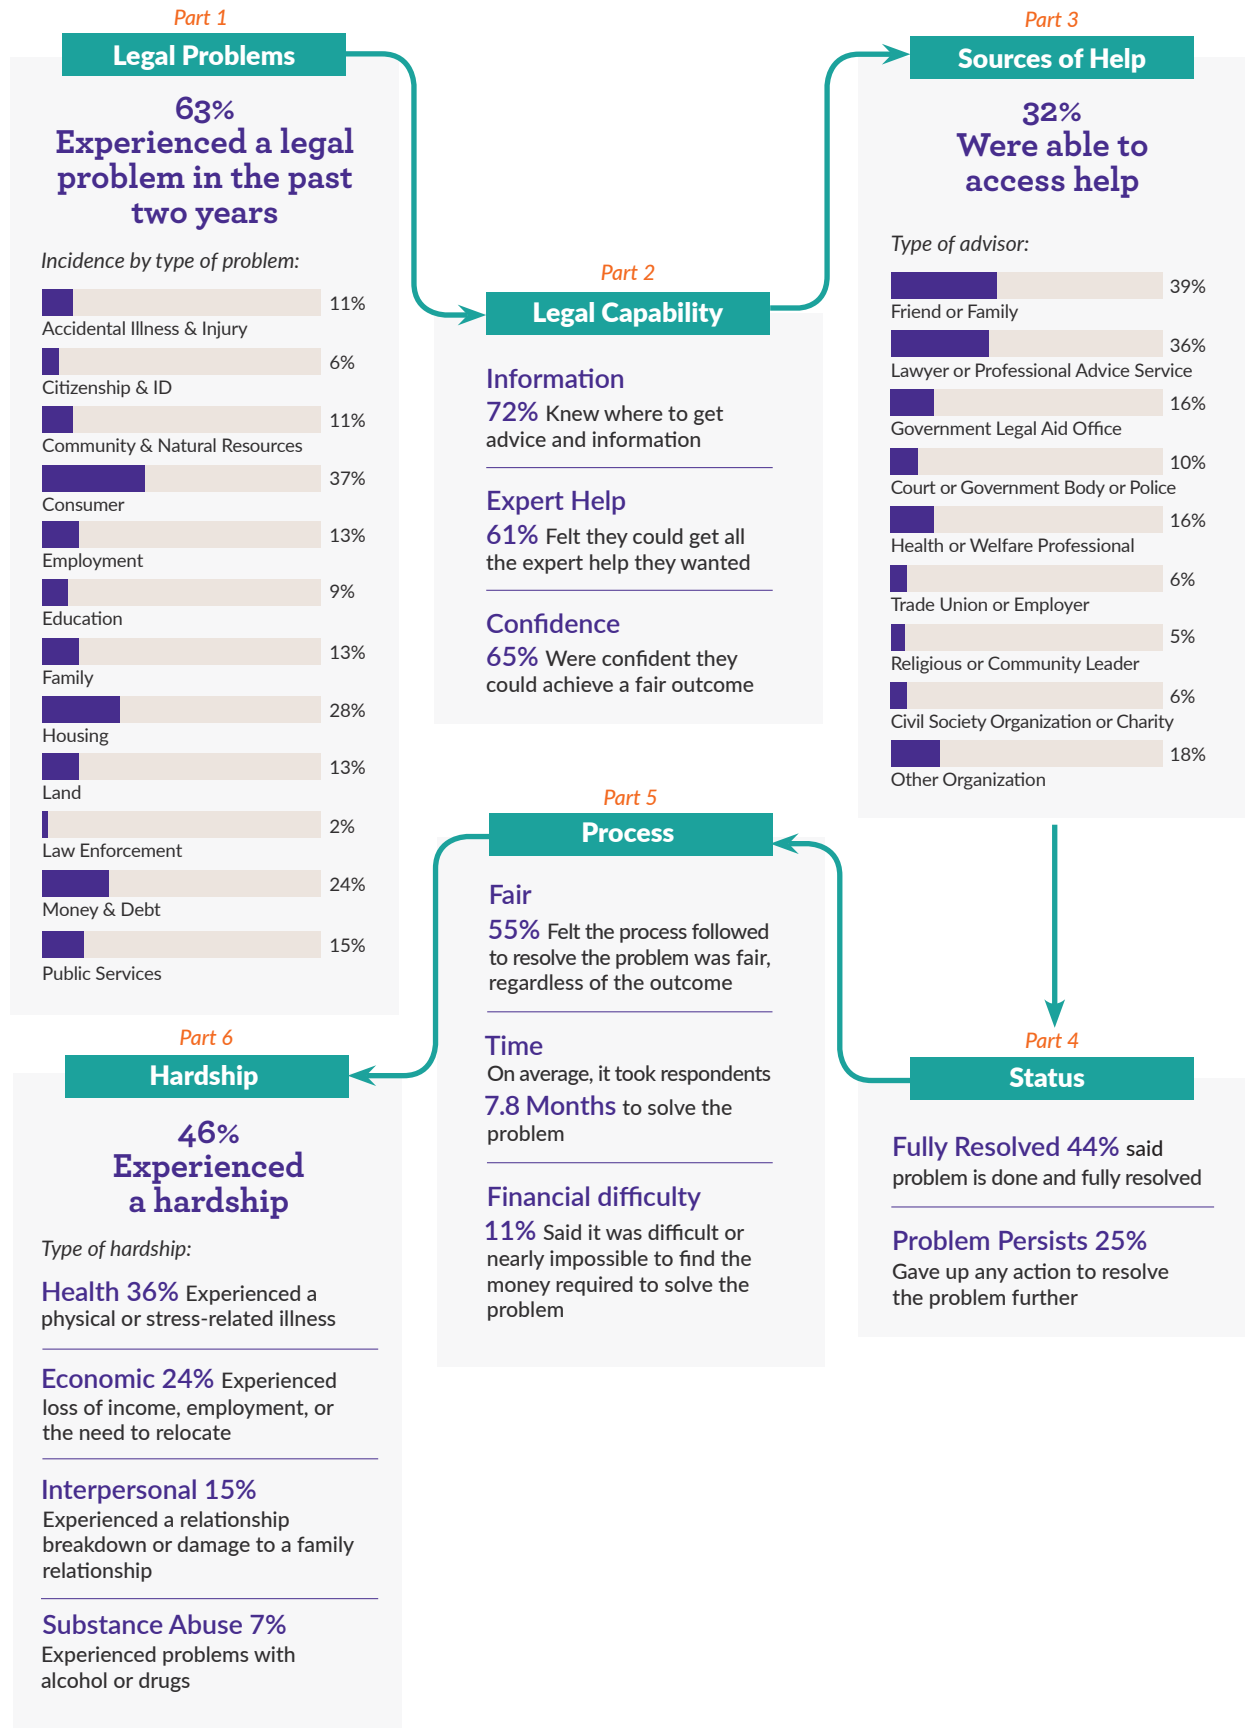 Part 1
Legal Problems
63%
Experienced a legal
problem in the past
two years
Incidence by type of problem:
11%
Accidental Illness & Injury
6%
Citizenship & ID
11%
Community & Natural Resources
37%
Consumer
13%
Employment
9%
Education
13%
Family
28%
Housing
13%
Land
2%
Law Enforcement
24%
Money & Debt
15%
Public Services
Part 2
Legal Capability
Information
72% Knew where to get
advice and information
Expert Help
61% Felt they could get all
the expert help they wanted
Confidence
65% Were confident they
could achieve a fair outcome
Part 3
Sources of Help
32%
Were able to
access help
Type of advisor:
39%
Friend or Family
36%
Lawyer or Professional Advice Service
16%
Government Legal Aid Office
10%
Court or Government Body or Police
16%
Health or Welfare Professional
6%
Trade Union or Employer
5%
Religious or Community Leader
6%
Civil Society Organization or Charity
18%
Other Organization
Part 4
Status
Fully Resolved 44% said
problem is done and fully resolved
Problem Persists 25%
Gave up any action to resolve
the problem further
Part 5
Process
Fair
55% Felt the process followed
to resolve the problem was fair,
regardless of the outcome
Time
On average, it took respondents
7.8 Months to solve the
problem
Financial difficulty
11% Said it was difficult or
nearly impossible to find the
money required to solve the
problem
Part 6
Hardship
46%
Experienced
a hardship
Type of hardship:
Health 36% Experienced a
physical or stress-related illness
Economic 24% Experienced
loss of income, employment, or
the need to relocate
Interpersonal 15%
Experienced a relationship
breakdown or damage to a family
relationship
Substance Abuse 7%
Experienced problems with
alcohol or drugs